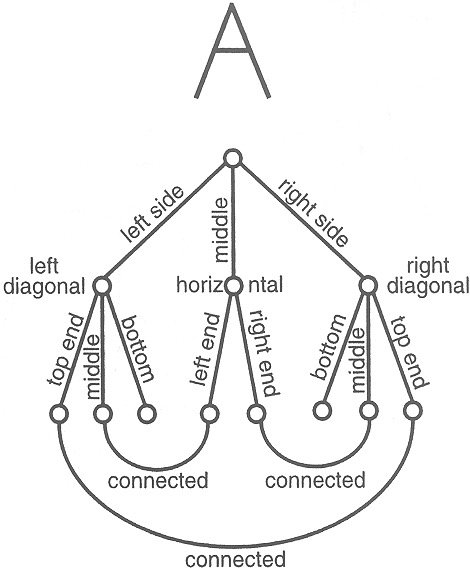 A
left side
middle
right side
left
diagonal
horizontal
right
diagonal
top end
middle
bottom
left end
right end
bottom
middle
top end
connected
connected
connected